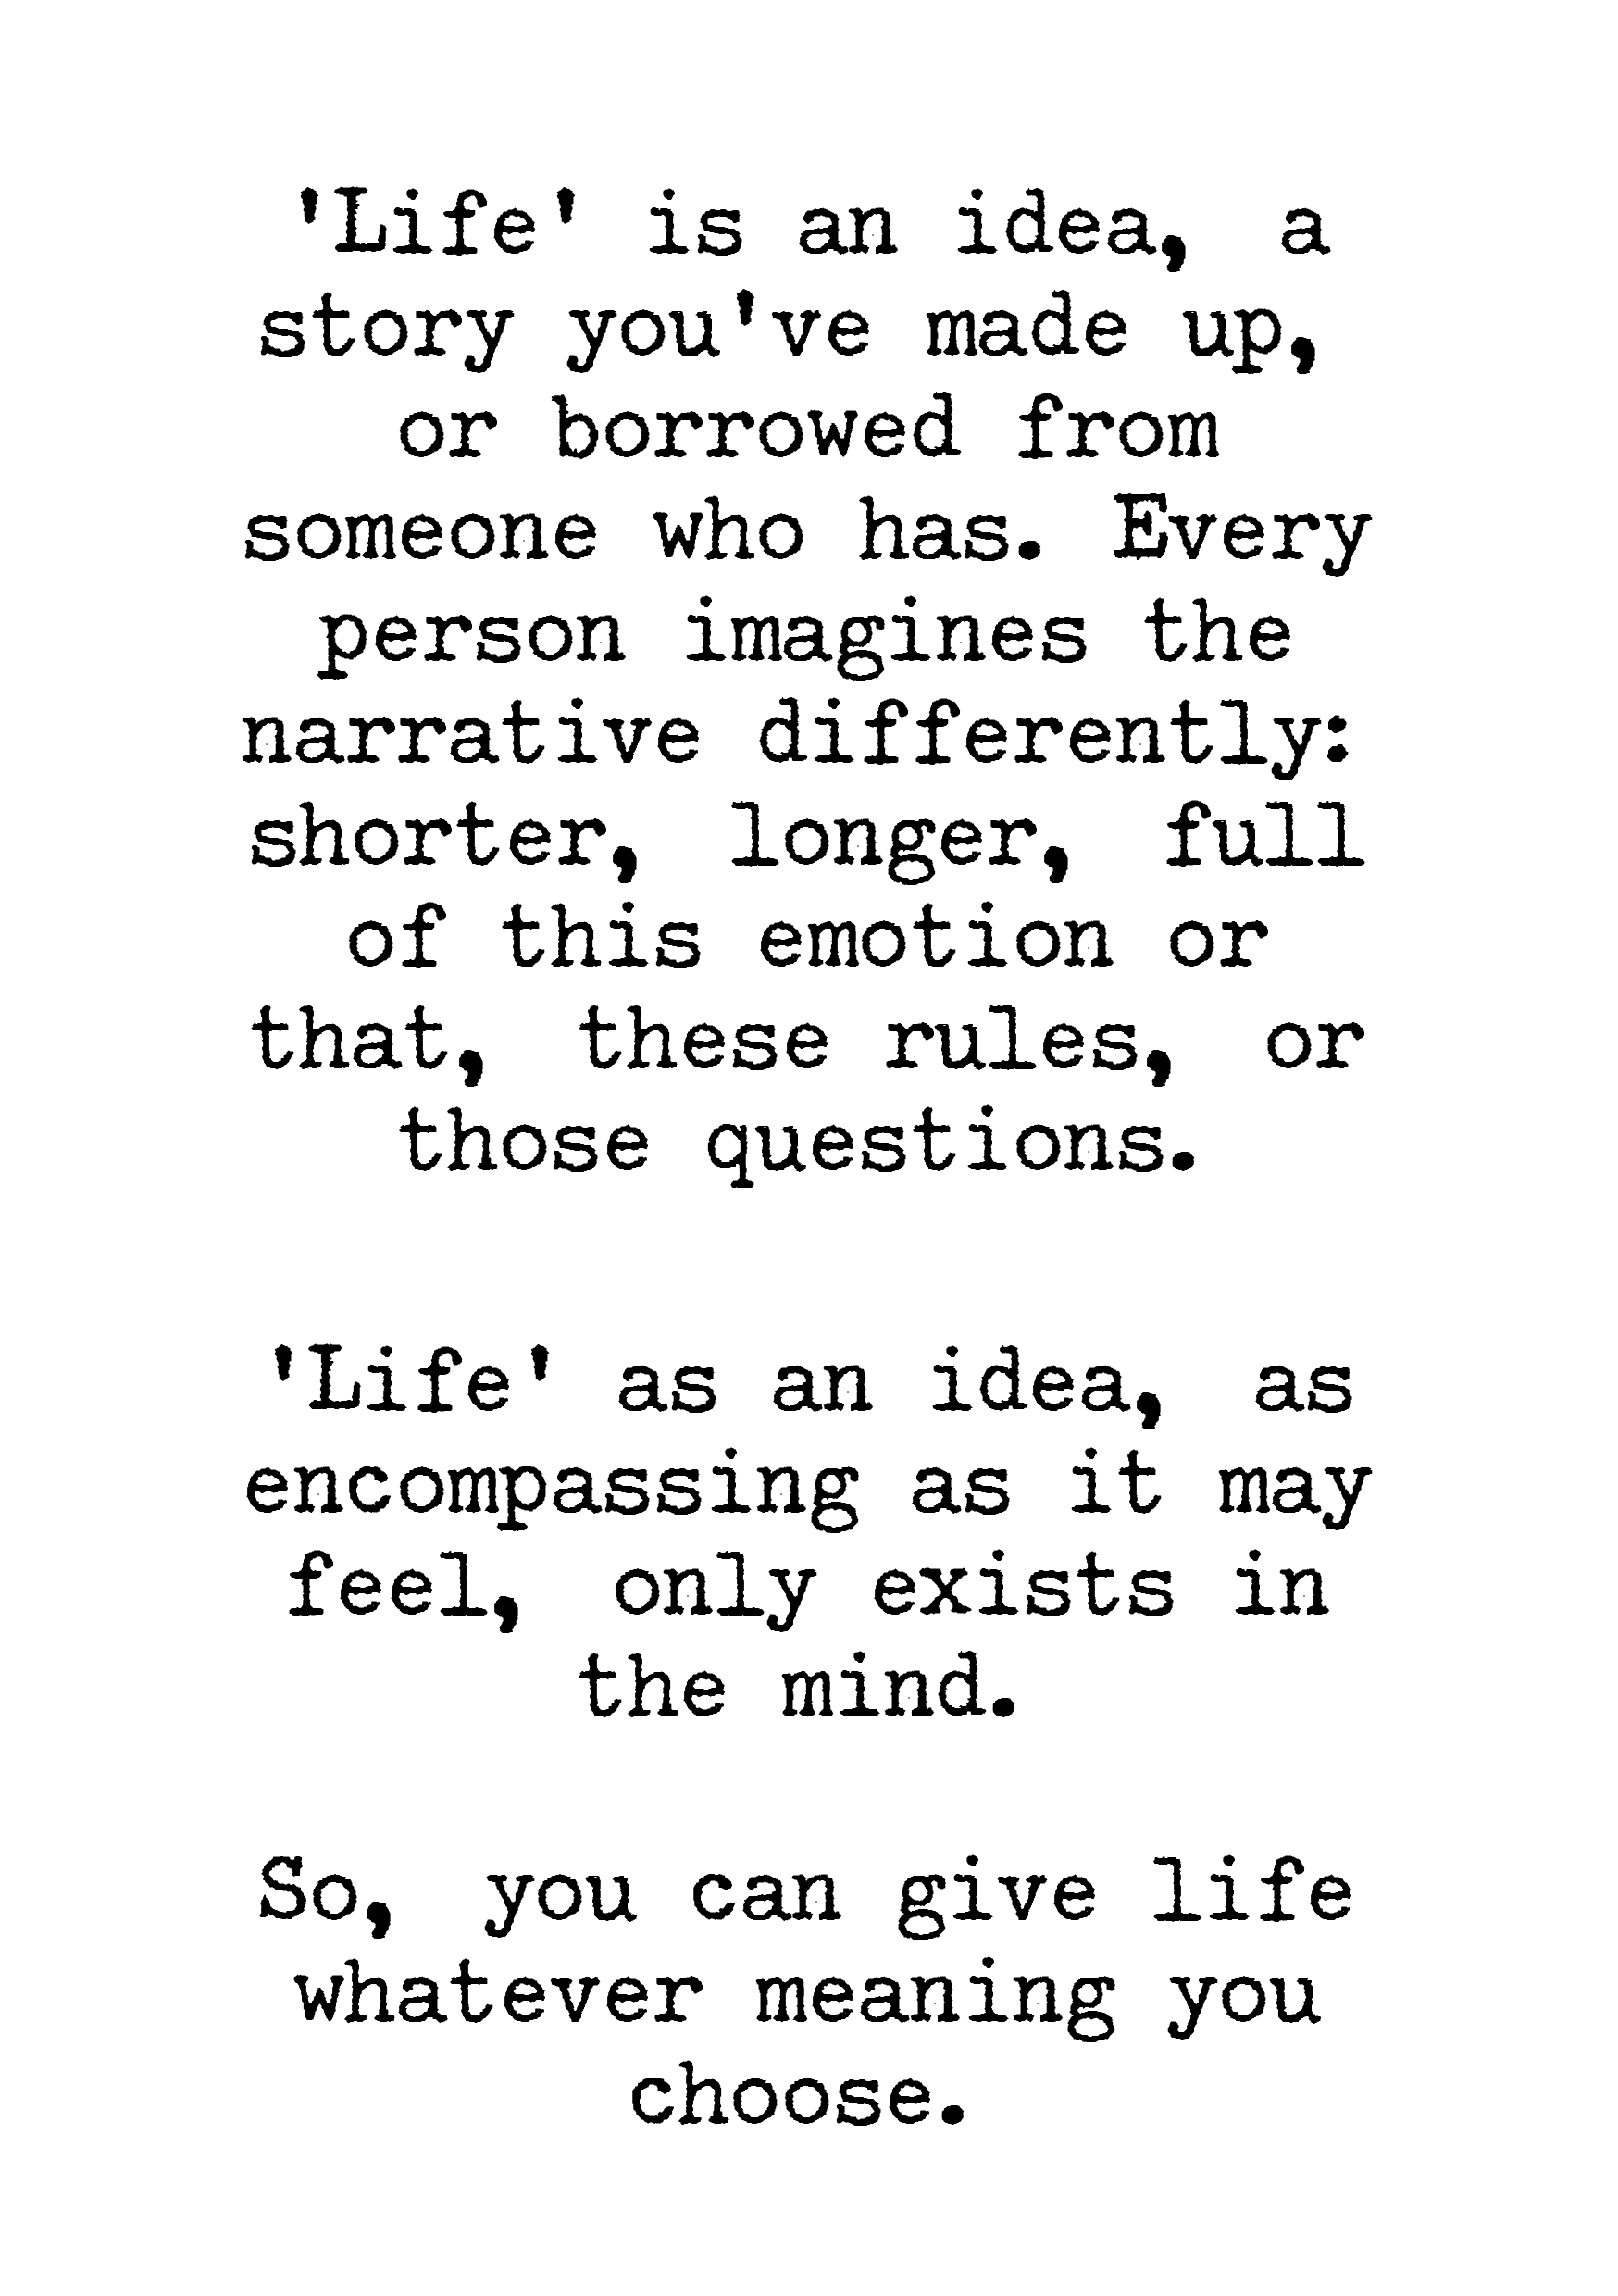 'Life' is an idea, a
story you've made up,
or borrowed from
someone who has. Every
person imagines the
narrative differently:
shorter, longer, full
of this emotion or
that, these rules, or
those questions.
'Life' as an idea, as
encompassing as it may
feel, only exists in
the mind.
So, you can give life
whatever meaning you
choose.